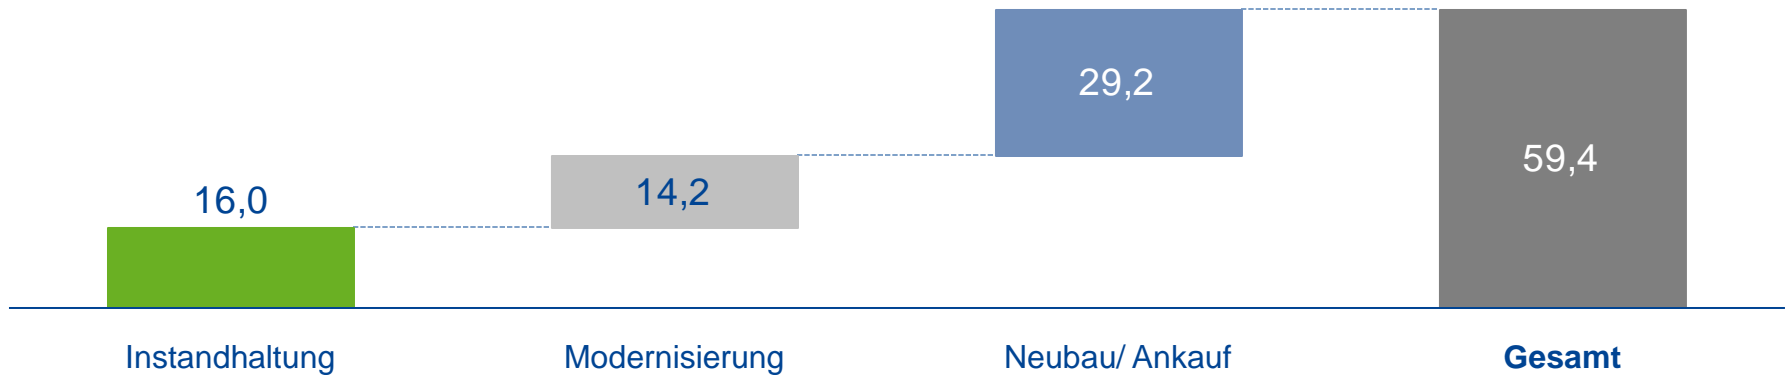 29,2
59,4
14,2
16,0
Instandhaltung
Modernisierung
Neubau/ Ankauf
Gesamt